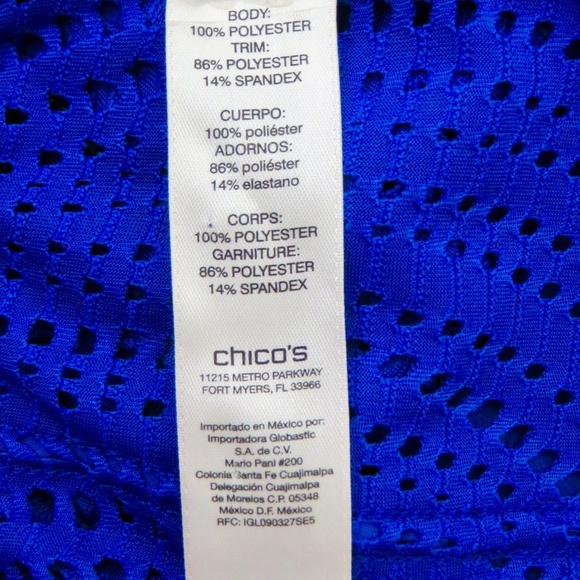 BODY:
100% POLYESTER
TRIM:
86% POLYESTER
14% SPANDEX
CUERPO:
100% poliéster
ADORNOS:
86% poliéster
14% elastano
CORPS:
100% POLYESTER
GARNITURE:
86% POLYESTER
14% SPANDEX
chico's
11215 METRO PARKWAY
FORT MYERS, FL 33966
Importado en México por:
Importadora Globastic
S.A. de C.V.
Mario Pani #200
Colonia Santa Fe Cuajimalpa
Delegación Cuajimalpa
de Morelos C.P. 05348
México D.F. México
RFC: IGL090327SE5